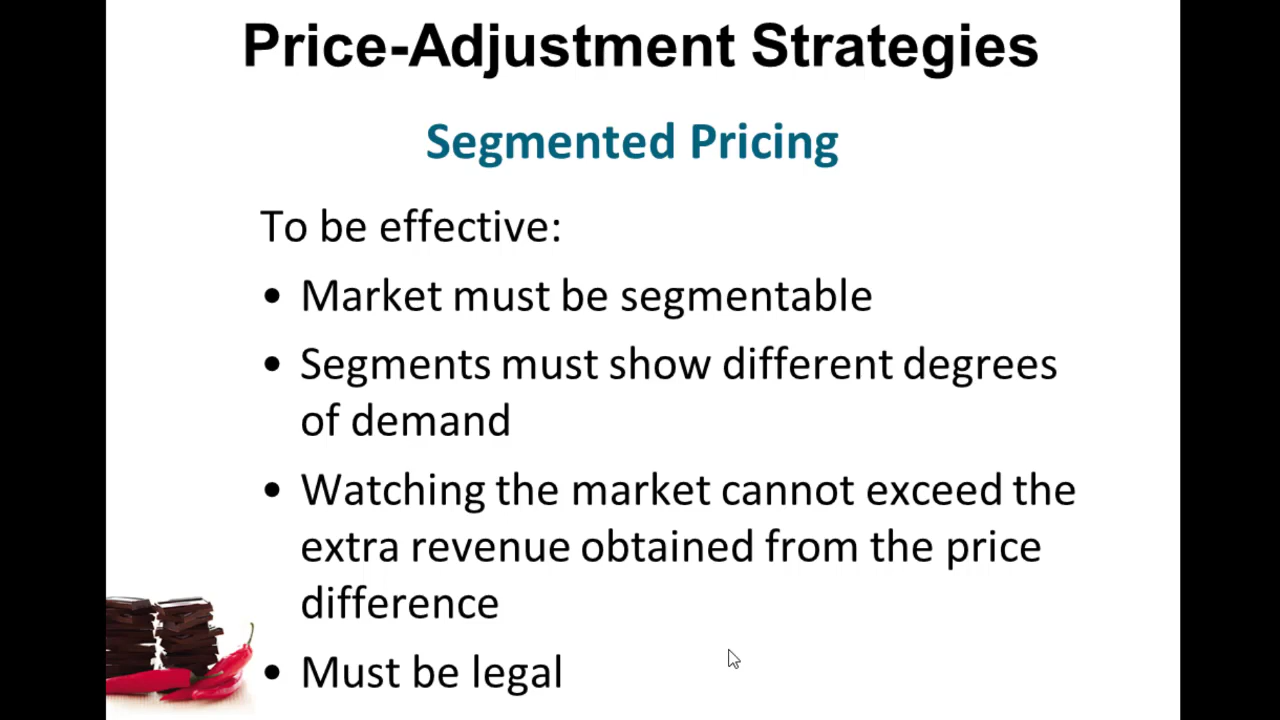 Price-Adjustment Strategies
Segmented Pricing
To be effective:
• Market must be segmentable
• Segments must show different degrees
of demand
• Watching the market cannot exceed the
extra revenue obtained from the price
difference
• Must be legal